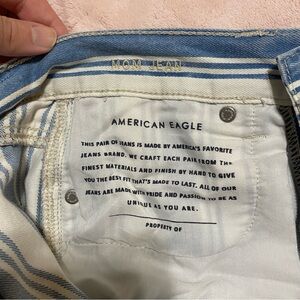 MOM JEAN
AMERICAN EAGLE
THIS PAIR OF JEANS IS MADE BY AMERICA'S FAVORITE
JEANS BRAND. WE CRAFT EACH PAIR FROM THE
FINEST MATERIALS AND FINISH BY HAND TO GIVE
YOU THE BEST FIT THAT'S MADE TO LAST. ALL OF OUR
JEANS ARE MADE WITH PRIDE AND PASSION TO BE AS
UNIQUE AS YOU ARE.
PROPERTY OF